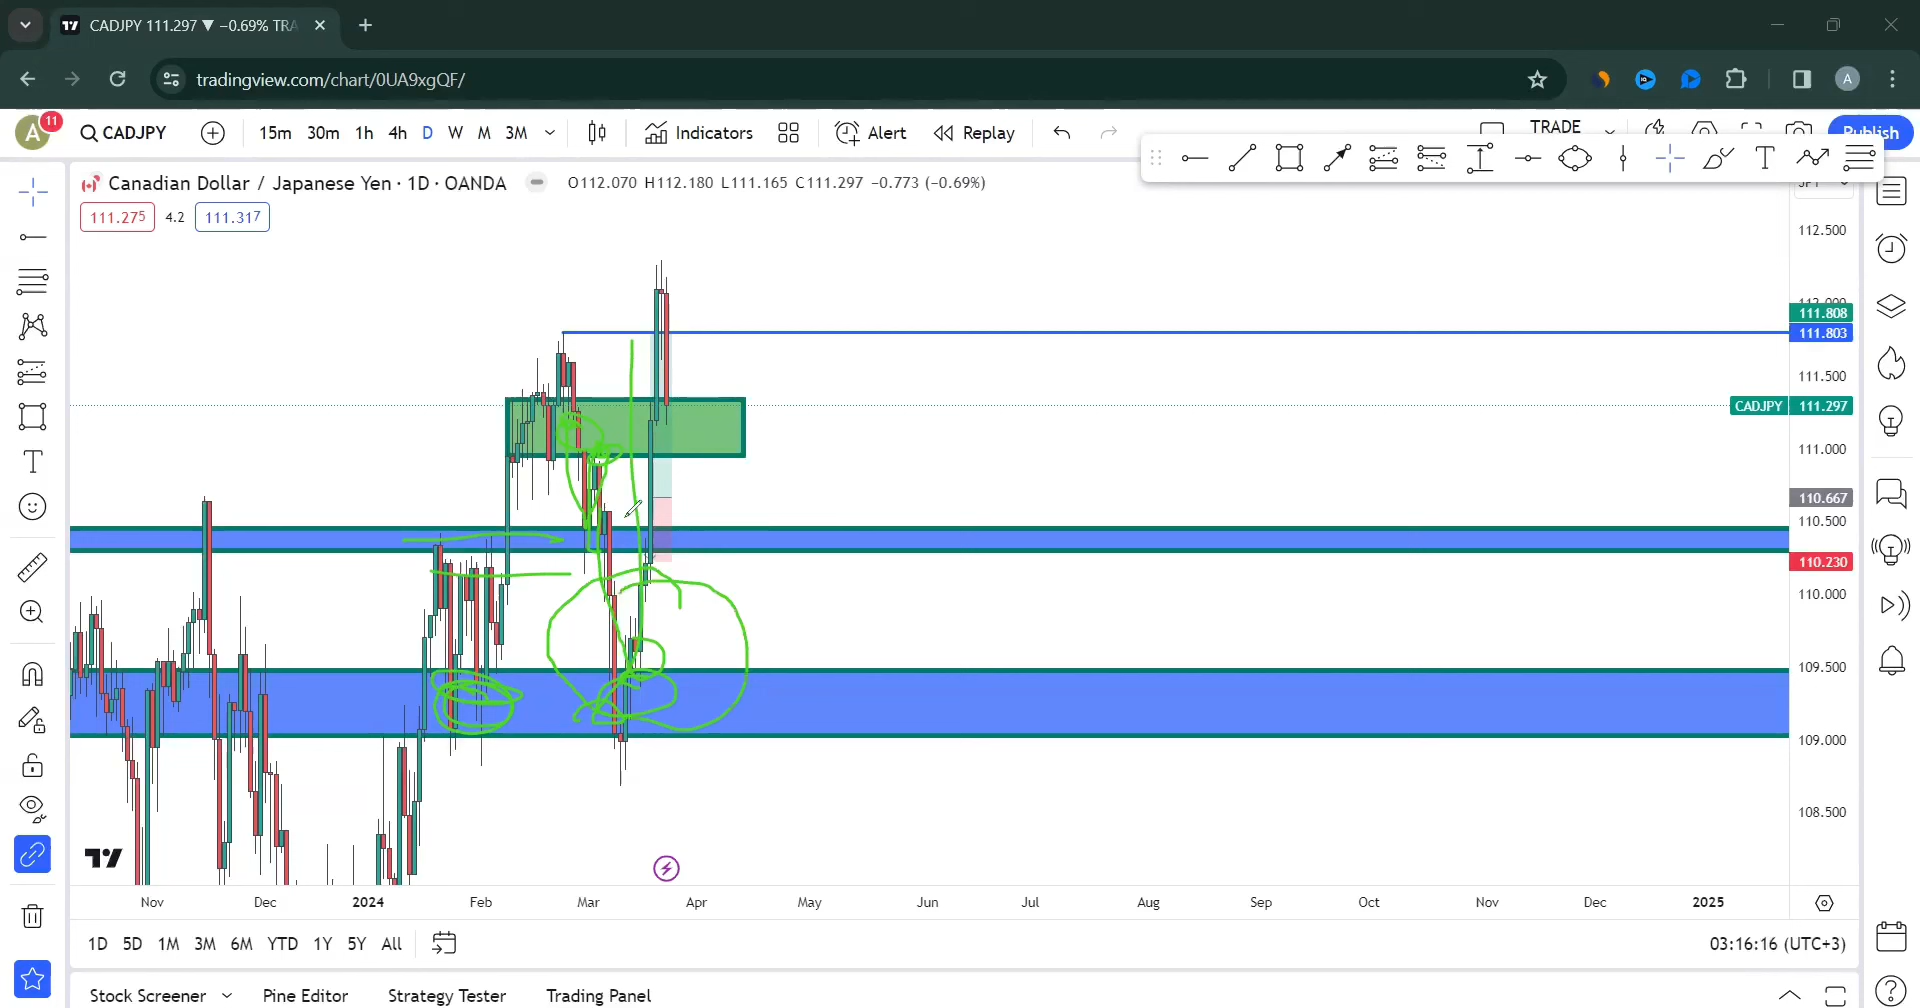 CADJPY 111.297 ▼ −0.69% TRA
tradingview.com/chart/0UA9xgQF/
A
A
11
CADJPY
15m 30m 1h 4h D W M 3M
Indicators
Alert
Replay
TRADE
Publish
T
Canadian Dollar / Japanese Yen · 1D · OANDA
O112.070 H112.180 L111.165 C111.297 −0.773 (−0.69%)
JPY
111.275
4.2
111.317
112.500
112.000
111.808
111.803
111.500
CADJPY 111.297
111.000
110.667
110.500
110.230
110.000
109.500
109.000
108.500
T
Nov Dec 2024 Feb Mar Apr May Jun Jul Aug Sep Oct Nov Dec 2025
1D 5D 1M 3M 6M YTD 1Y 5Y All
03:16:16 (UTC+3)
Stock Screener Pine Editor Strategy Tester Trading Panel